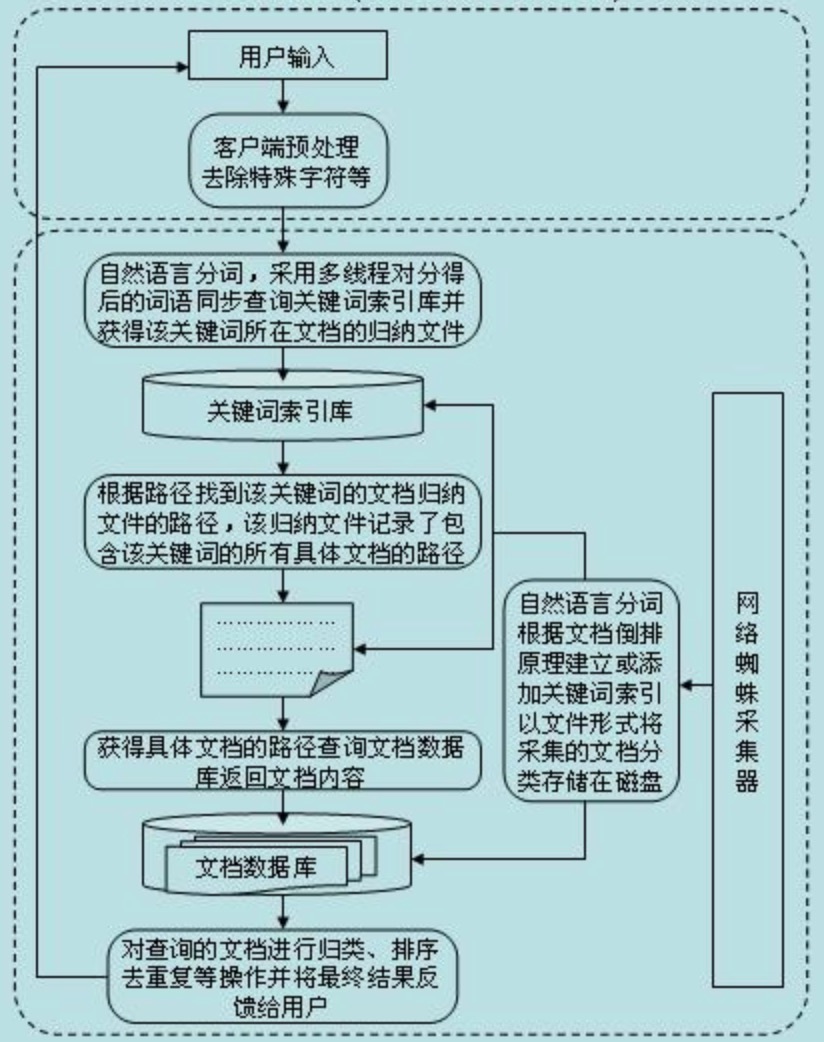 用户输入
客户端预处理
去除特殊字符等
自然语言分词，采用多线程对分得
后的词语同步查询关键词索引库并
获得该关键词所在文档的归纳文件
关键词索引库
根据路径找到该关键词的文档归纳
文件的路径，该归纳文件记录了包
含该关键词的所有具体文档的路径
获得具体文档的路径查询文档数据
库返回文档内容
文档数据库
对查询的文档进行归类、排序
去重复等操作并将最终结果反
馈给用户
自然语言分词
根据文档倒排
原理建立或添
加关键词索引
以文件形式将
采集的文档分
类存储在磁盘
网
络
蜘
蛛
采
集
器